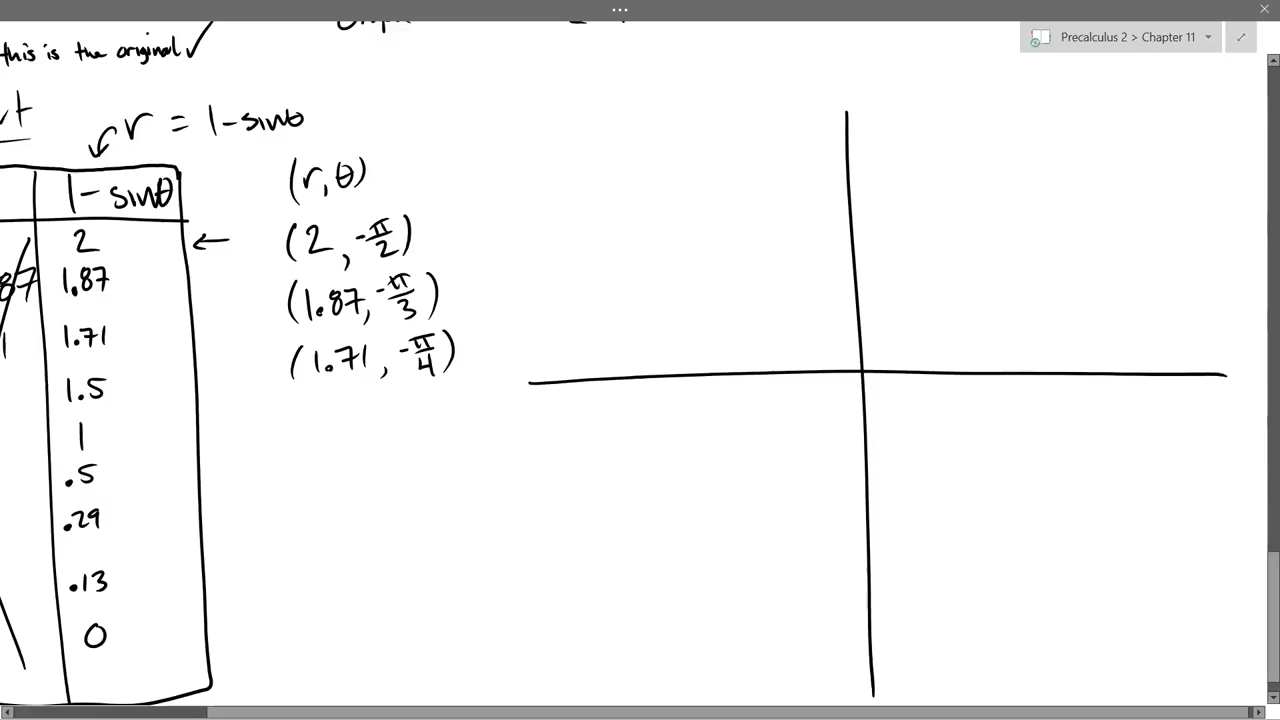 this is the original ✓
Precalculus 2 > Chapter 11
r = 1-sinθ
1- sinθ
(r, θ)
2
(2, -π/2)
1.87
(1.87, -π/3)
1.71
(1.71, -π/4)
1.5
1
.5
.29
.13
0